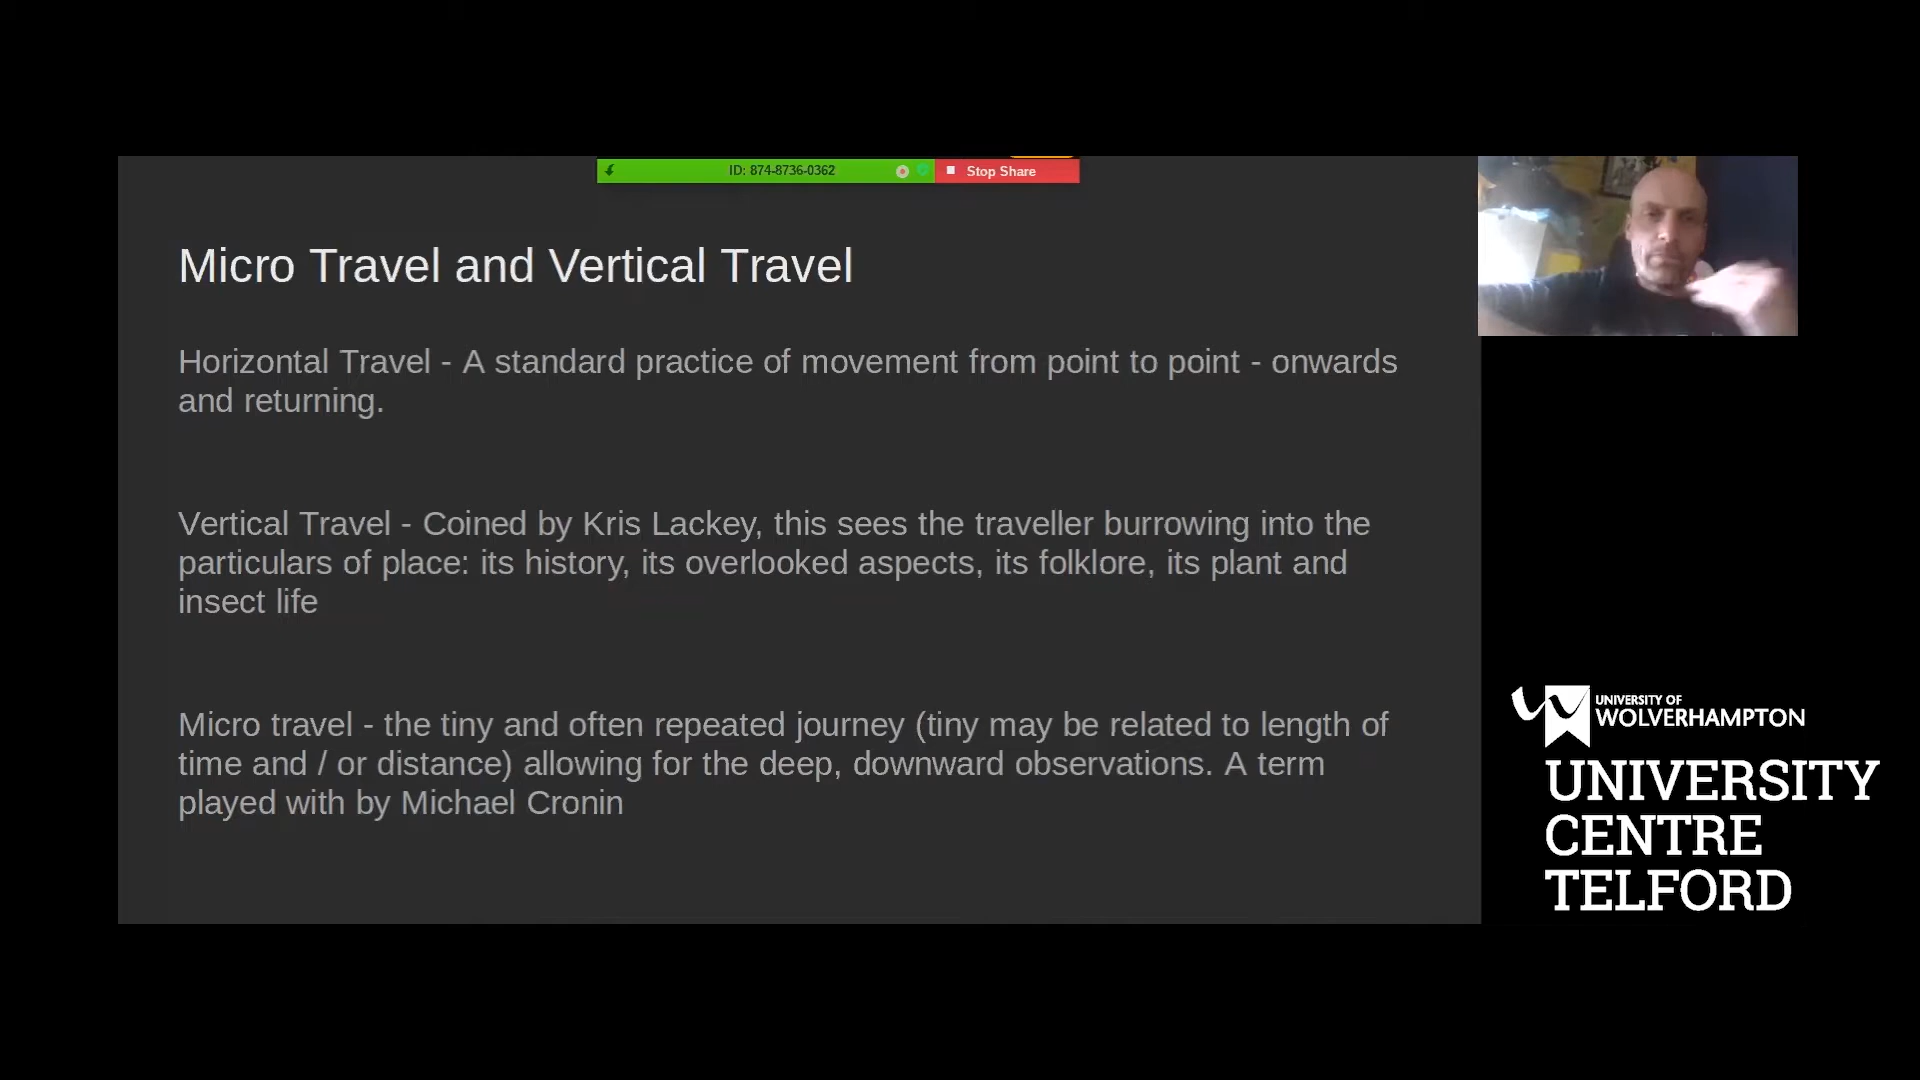 ID: 874-8736-0362
Stop Share
Micro Travel and Vertical Travel
Horizontal Travel - A standard practice of movement from point to point - onwards
and returning.
Vertical Travel - Coined by Kris Lackey, this sees the traveller burrowing into the
particulars of place: its history, its overlooked aspects, its folklore, its plant and
insect life
Micro travel - the tiny and often repeated journey (tiny may be related to length of
time and / or distance) allowing for the deep, downward observations. A term
played with by Michael Cronin
UNIVERSITY OF
WOLVERHAMPTON
UNIVERSITY
CENTRE
TELFORD